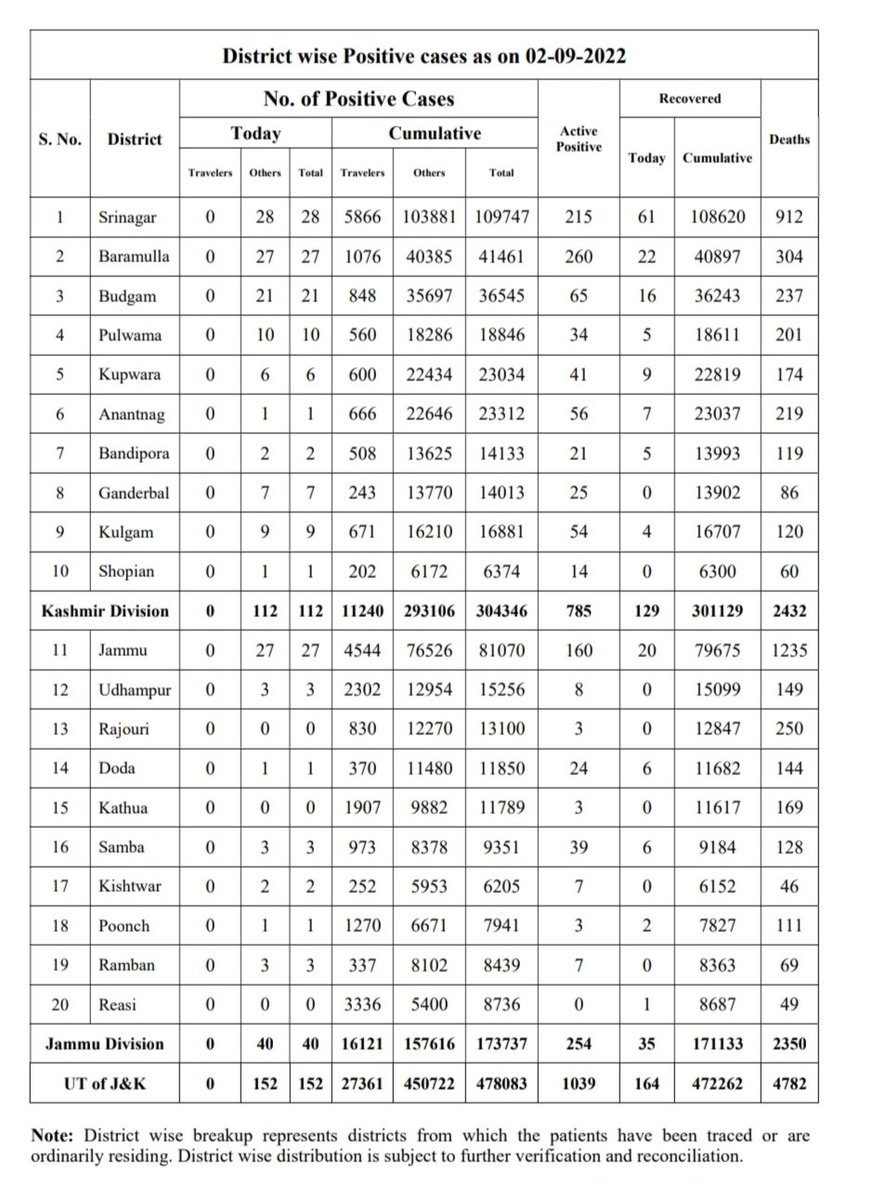 District wise Positive cases as on 02-09-2022
S. No. District No. of Positive Cases Active Positive Recovered Deaths
Today Cumulative Today Cumulative
Travelers Others Total Travelers Others Total
1 Srinagar 0 28 28 5866 103881 109747 215 61 108620 912
2 Baramulla 0 27 27 1076 40385 41461 260 22 40897 304
3 Budgam 0 21 21 848 35697 36545 65 16 36243 237
4 Pulwama 0 10 10 560 18286 18846 34 5 18611 201
5 Kupwara 0 6 6 600 22434 23034 41 9 22819 174
6 Anantnag 0 1 1 666 22646 23312 56 7 23037 219
7 Bandipora 0 2 2 508 13625 14133 21 5 13993 119
8 Ganderbal 0 7 7 243 13770 14013 25 0 13902 86
9 Kulgam 0 9 9 671 16210 16881 54 4 16707 120
10 Shopian 0 1 1 202 6172 6374 14 0 6300 60
Kashmir Division 0 112 112 11240 293106 304346 785 129 301129 2432
11 Jammu 0 27 27 4544 76526 81070 160 20 79675 1235
12 Udhampur 0 3 3 2302 12954 15256 8 0 15099 149
13 Rajouri 0 0 0 830 12270 13100 3 0 12847 250
14 Doda 0 1 1 370 11480 11850 24 6 11682 144
15 Kathua 0 0 0 1907 9882 11789 3 0 11617 169
16 Samba 0 3 3 973 8378 9351 39 6 9184 128
17 Kishtwar 0 2 2 252 5953 6205 7 0 6152 46
18 Poonch 0 1 1 1270 6671 7941 3 2 7827 111
19 Ramban 0 3 3 337 8102 8439 7 0 8363 69
20 Reasi 0 0 0 3336 5400 8736 0 1 8687 49
Jammu Division 0 40 40 16121 157616 173737 254 35 171133 2350
UT of J&K 0 152 152 27361 450722 478083 1039 164 472262 4782
Note: District wise breakup represents districts from which the patients have been traced or are
ordinarily residing. District wise distribution is subject to further verification and reconciliation.